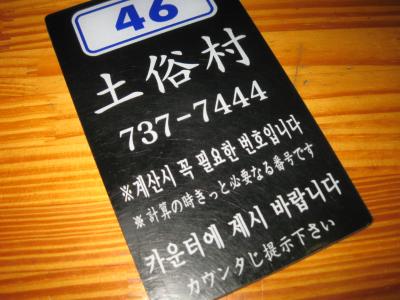 46
土俗村
737-7444
※계산시 꼭 필요한 번호입니다
※計算の時きっと必要なる番号です
카운터에 제시 바랍니다
カウンタじ提示下さい